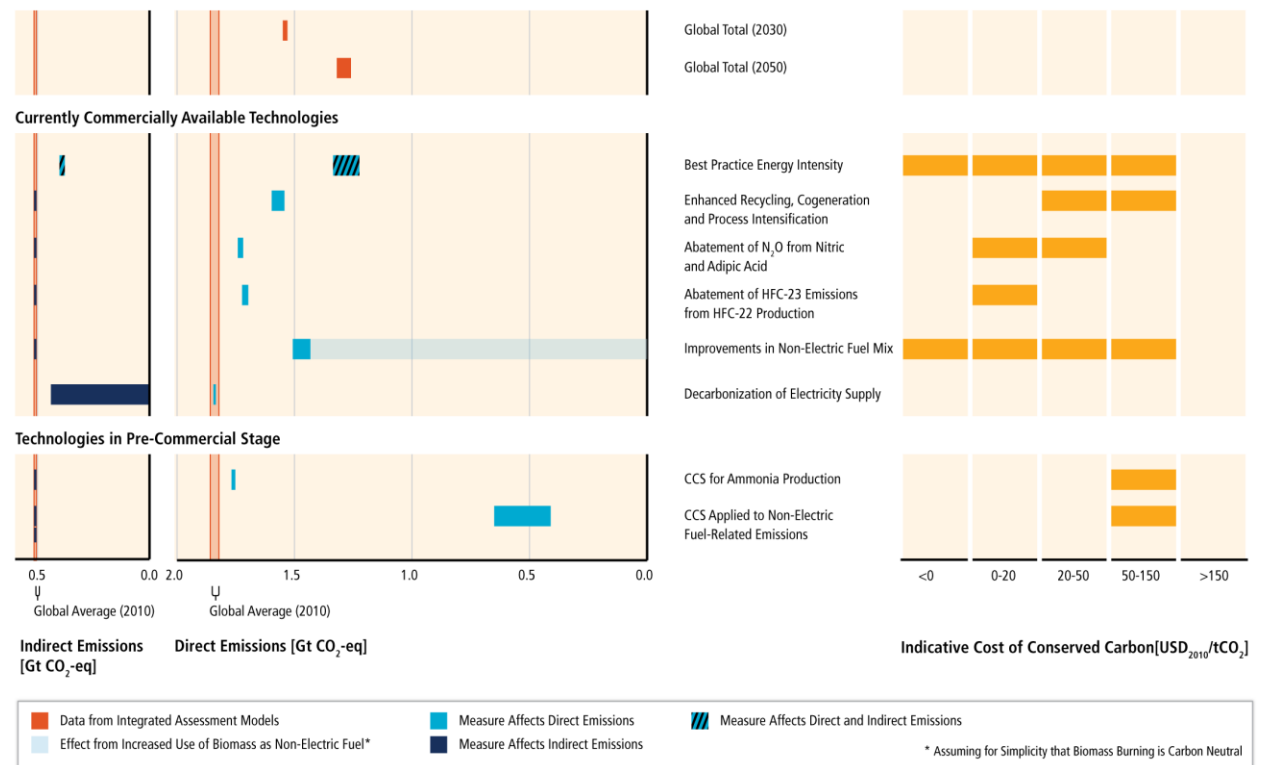 Global Total (2030)
Global Total (2050)
Currently Commercially Available Technologies
Best Practice Energy Intensity
Enhanced Recycling, Cogeneration
and Process Intensification
Abatement of N₂O from Nitric
and Adipic Acid
Abatement of HFC-23 Emissions
from HFC-22 Production
Improvements in Non-Electric Fuel Mix
Decarbonization of Electricity Supply
Technologies in Pre-Commercial Stage
CCS for Ammonia Production
CCS Applied to Non-Electric
Fuel-Related Emissions
0.5 0.0 2.0 1.5 1.0 0.5 0.0 <0 0-20 20-50 50-150 >150
Global Average (2010) Global Average (2010)
Indirect Emissions
[Gt CO₂-eq]
Direct Emissions [Gt CO₂-eq]
Indicative Cost of Conserved Carbon[USD₂₀₁₀/tCO₂]
Data from Integrated Assessment Models
Effect from Increased Use of Biomass as Non-Electric Fuel*
Measure Affects Direct Emissions
Measure Affects Indirect Emissions
Measure Affects Direct and Indirect Emissions
* Assuming for Simplicity that Biomass Burning is Carbon Neutral